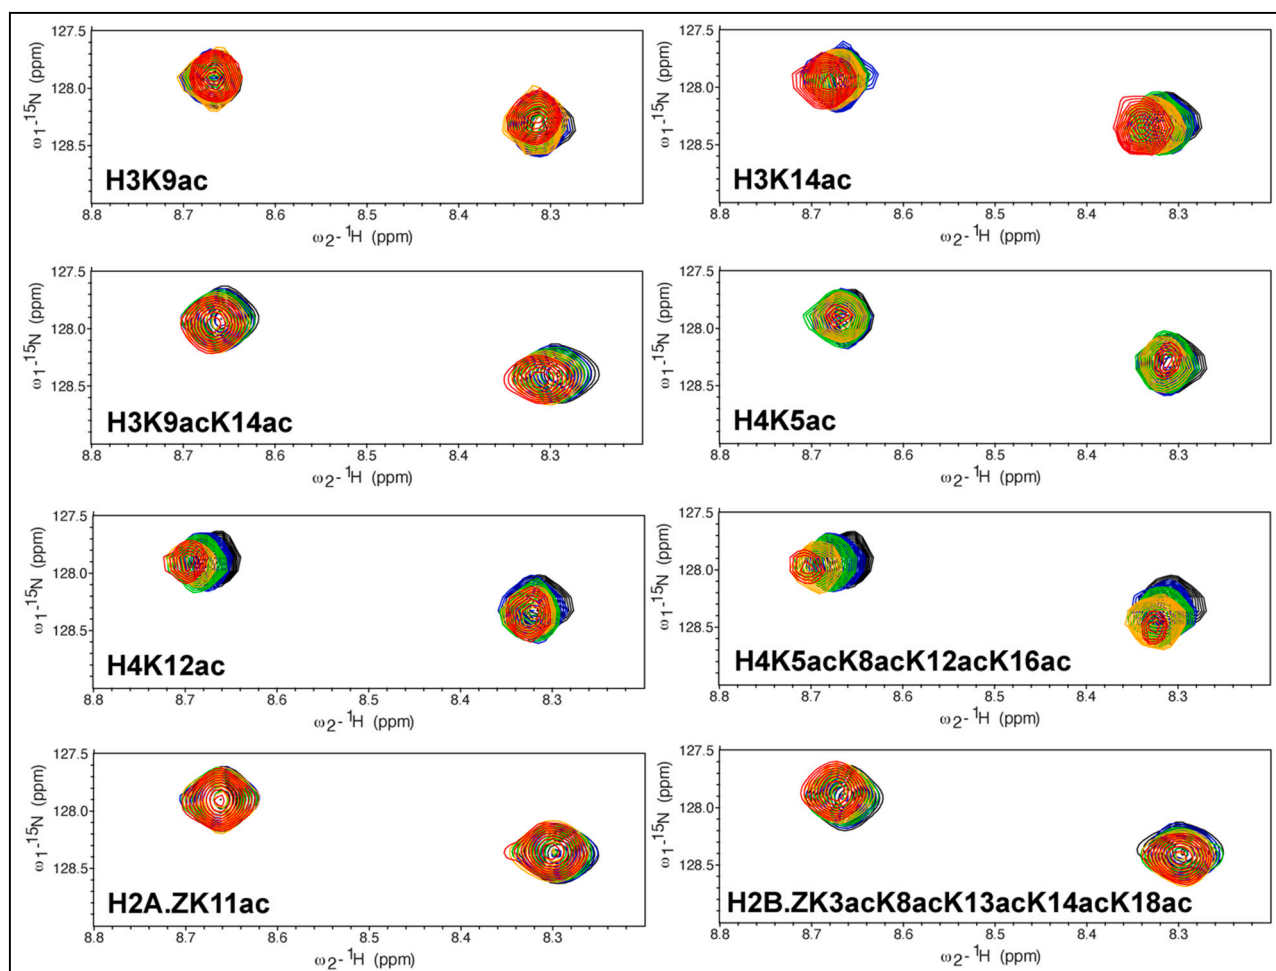 127.5
128.0
128.5
ω1-15N (ppm)
H3K9ac
8.8 8.7 8.6 8.5 8.4 8.3
ω2-1H (ppm)
127.5
128.0
128.5
ω1-15N (ppm)
H3K14ac
8.8 8.7 8.6 8.5 8.4 8.3
ω2-1H (ppm)
127.5
128.0
128.5
ω1-15N (ppm)
H3K9acK14ac
8.8 8.7 8.6 8.5 8.4 8.3
ω2-1H (ppm)
127.5
128.0
128.5
ω1-15N (ppm)
H4K5ac
8.8 8.7 8.6 8.5 8.4 8.3
ω2-1H (ppm)
127.5
128.0
128.5
ω1-15N (ppm)
H4K12ac
8.8 8.7 8.6 8.5 8.4 8.3
ω2-1H (ppm)
127.5
128.0
128.5
ω1-15N (ppm)
H4K5acK8acK12acK16ac
8.8 8.7 8.6 8.5 8.4 8.3
ω2-1H (ppm)
127.5
128.0
128.5
ω1-15N (ppm)
H2A.ZK11ac
8.8 8.7 8.6 8.5 8.4 8.3
ω2-1H (ppm)
127.5
128.0
128.5
ω1-15N (ppm)
H2B.ZK3acK8acK13acK14acK18ac
8.8 8.7 8.6 8.5 8.4 8.3
ω2-1H (ppm)